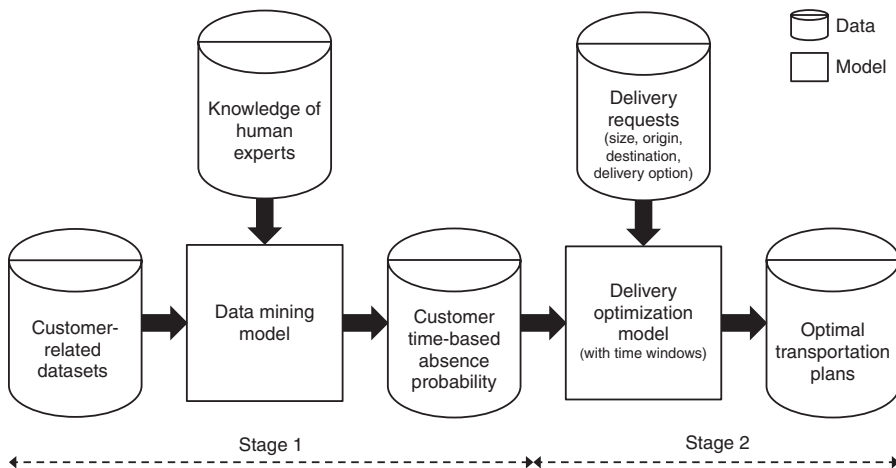 Data
Model
Knowledge of
human
experts
Delivery
requests
(size, origin,
destination,
delivery option)
Customer-
related
datasets
Data mining
model
Customer
time-based
absence
probability
Delivery
optimization
model
(with time windows)
Optimal
transportation
plans
Stage 1
Stage 2